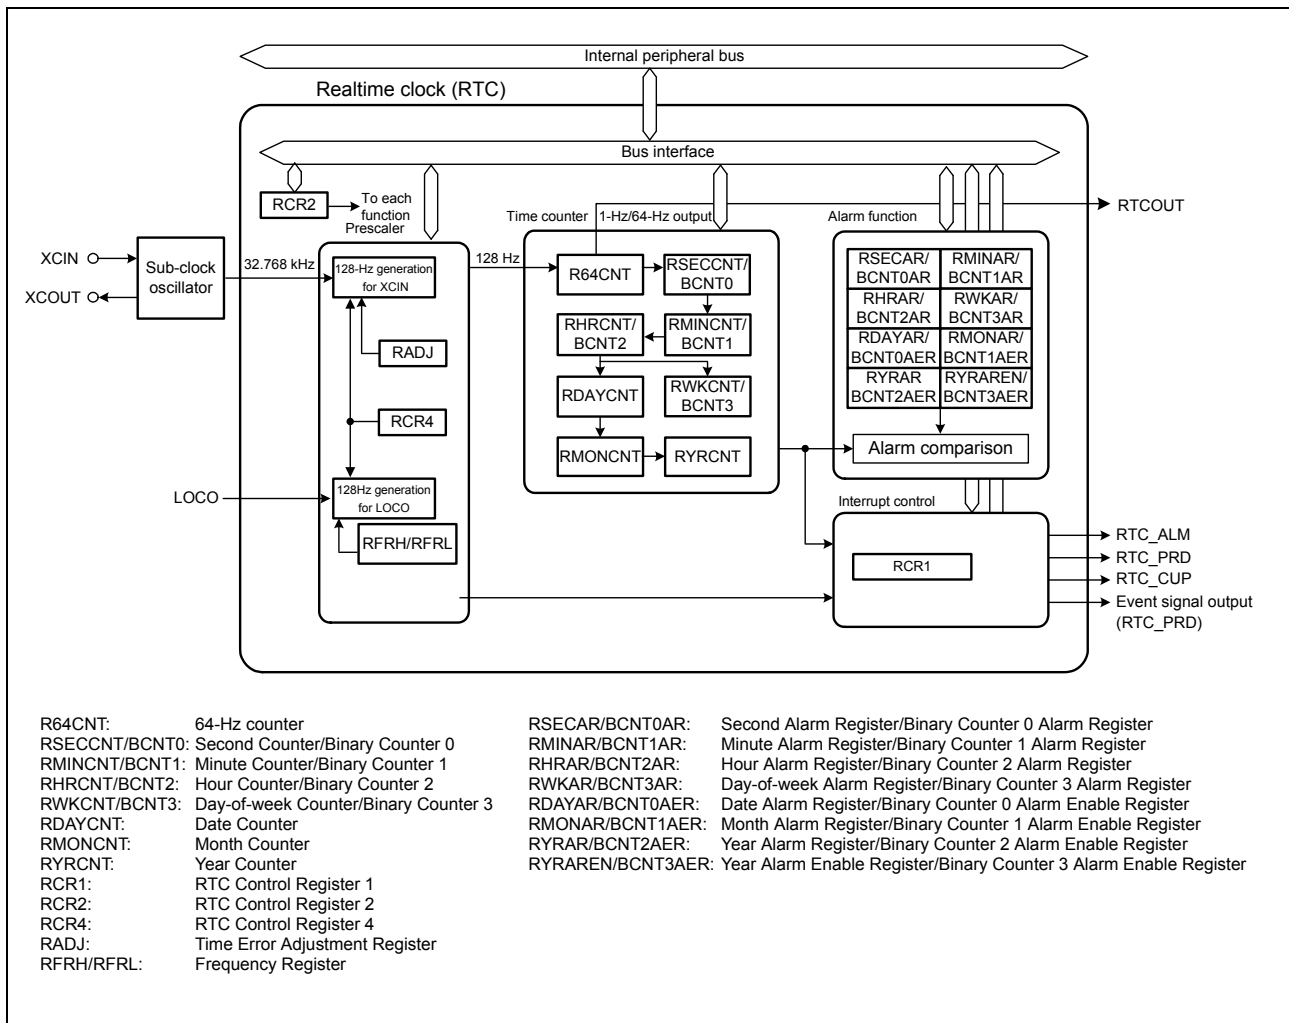 Internal peripheral bus
Realtime clock (RTC)
Bus interface
RCR2
To each
function
Prescaler
Time counter
1-Hz/64-Hz output
Alarm function
RTCOUT
XCIN
XCOUT
Sub-clock
oscillator
32.768 kHz
128-Hz generation
for XCIN
RADJ
RCR4
LOCO
128Hz generation
for LOCO
RFRH/RFRL
128 Hz
R64CNT
RSECCNT/
BCNT0
RHRCNT/
BCNT2
RMINCNT/
BCNT1
RDAYCNT
RWKCNT/
BCNT3
RMONCNT
RYRCNT
RSECAR/
BCNT0AR
RMINAR/
BCNT1AR
RHRAR/
BCNT2AR
RWKAR/
BCNT3AR
RDAYAR/
BCNT0AER
RMONAR/
BCNT1AER
RYRAR
BCNT2AER
RYRAREN/
BCNT3AER
Alarm comparison
Interrupt control
RCR1
RTC_ALM
RTC_PRD
RTC_CUP
Event signal output
(RTC_PRD)
R64CNT: 64-Hz counter
RSECCNT/BCNT0: Second Counter/Binary Counter 0
RMINCNT/BCNT1: Minute Counter/Binary Counter 1
RHRCNT/BCNT2: Hour Counter/Binary Counter 2
RWKCNT/BCNT3: Day-of-week Counter/Binary Counter 3
RDAYCNT: Date Counter
RMONCNT: Month Counter
RYRCNT: Year Counter
RCR1: RTC Control Register 1
RCR2: RTC Control Register 2
RCR4: RTC Control Register 4
RADJ: Time Error Adjustment Register
RFRH/RFRL: Frequency Register
RSECAR/BCNT0AR: Second Alarm Register/Binary Counter 0 Alarm Register
RMINAR/BCNT1AR: Minute Alarm Register/Binary Counter 1 Alarm Register
RHRAR/BCNT2AR: Hour Alarm Register/Binary Counter 2 Alarm Register
RWKAR/BCNT3AR: Day-of-week Alarm Register/Binary Counter 3 Alarm Register
RDAYAR/BCNT0AER: Date Alarm Register/Binary Counter 0 Alarm Enable Register
RMONAR/BCNT1AER: Month Alarm Register/Binary Counter 1 Alarm Enable Register
RYRAR/BCNT2AER: Year Alarm Register/Binary Counter 2 Alarm Enable Register
RYRAREN/BCNT3AER: Year Alarm Enable Register/Binary Counter 3 Alarm Enable Register